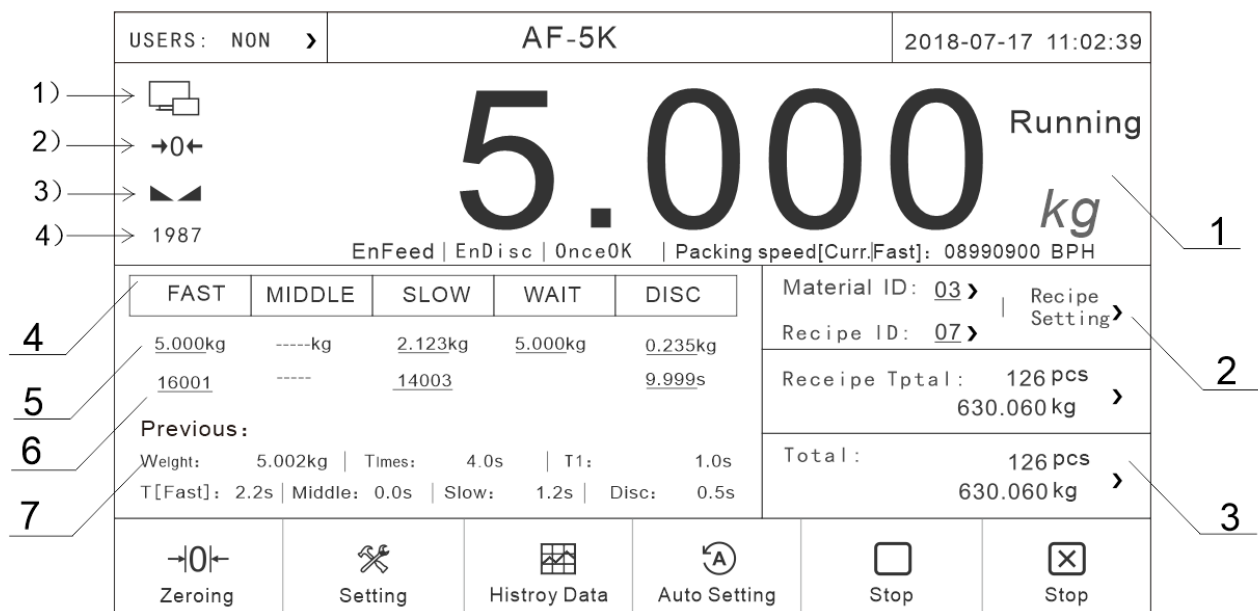 USERS: NON ❯ AF-5K 2018-07-17 11:02:39
1)
2) →0←
3)
4) 1987
5.000 Running
kg
1
EnFeed | EnDisc | OnceOK | Packing speed[Curr.|Fast]: 08990900 BPH
4
FAST MIDDLE SLOW WAIT DISC
5.000kg -----kg 2.123kg 5.000kg 0.235kg
5
16001 ----- 14003 9.999s
6
Previous:
Weight: 5.002kg | Times: 4.0s | T1: 1.0s
T[Fast]: 2.2s | Middle: 0.0s | Slow: 1.2s | Disc: 0.5s
7
Material ID: 03 ❯ | Recipe
Setting ❯
Recipe ID: 07 ❯
2
Receipe Tptal: 126 pcs
630.060 kg ❯
Total: 126 pcs
630.060 kg ❯
3
→|0|←
A
Zeroing Setting Histroy Data Auto Setting Stop Stop